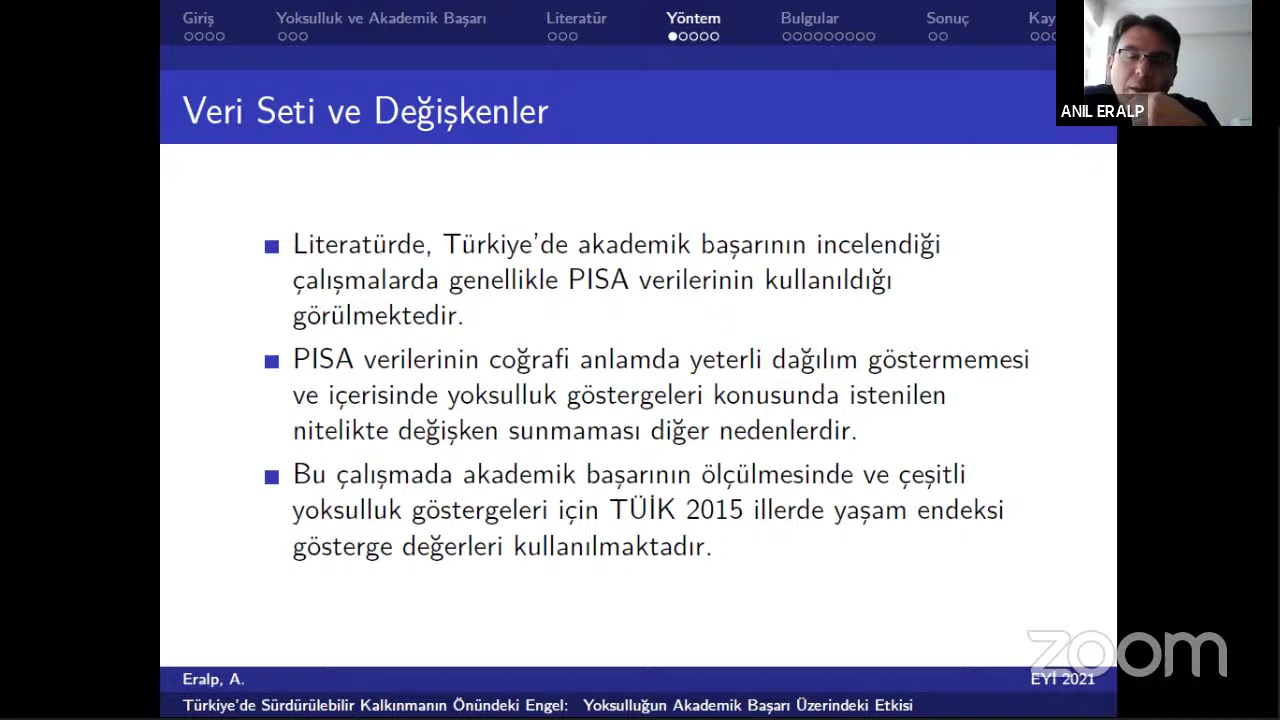 Giriş Yoksulluk ve Akademik Başarı Literatür Yöntem Bulgular Sonuç Kay
ANIL ERALP
Veri Seti ve Değişkenler
Literatürde, Türkiye'de akademik başarının incelendiği
çalışmalarda genellikle PISA verilerinin kullanıldığı
görülmektedir.
PISA verilerinin coğrafi anlamda yeterli dağılım göstermemesi
ve içerisinde yoksulluk göstergeleri konusunda istenilen
nitelikte değişken sunmaması diğer nedenlerdir.
Bu çalışmada akademik başarının ölçülmesinde ve çeşitli
yoksulluk göstergeleri için TÜİK 2015 illerde yaşam endeksi
gösterge değerleri kullanılmaktadır.
zoom
Eralp, A. EYİ 2021
Türkiye'de Sürdürülebilir Kalkınmanın Önündeki Engel: Yoksulluğun Akademik Başarı Üzerindeki Etkisi